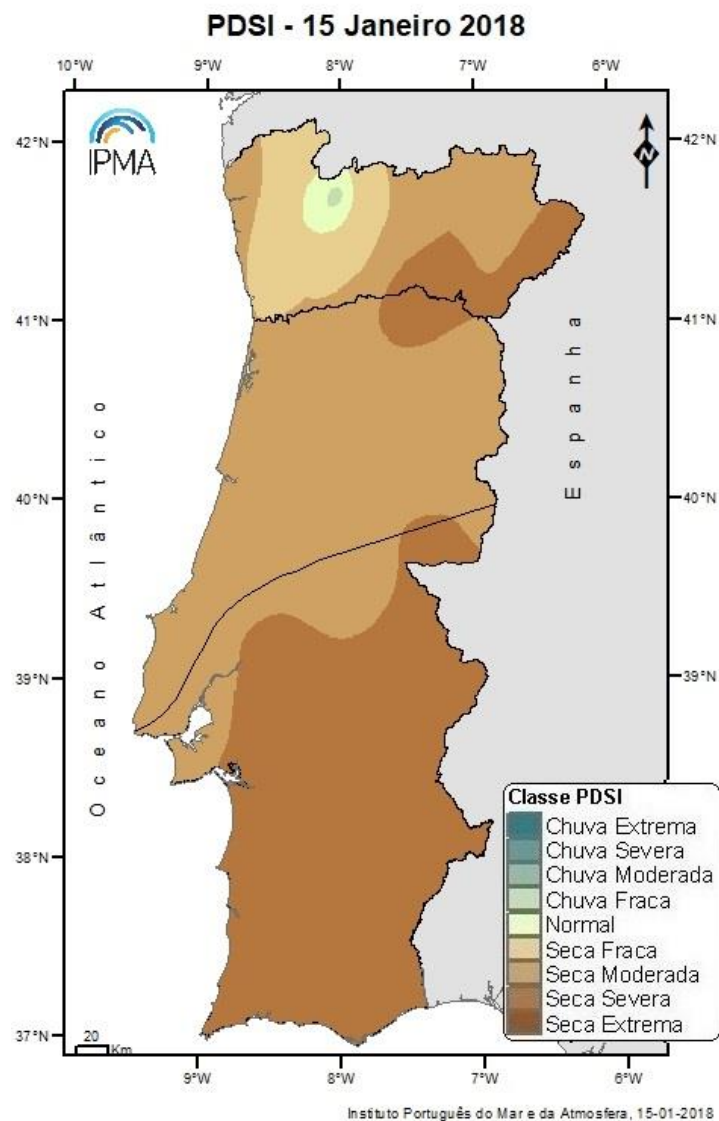 PDSI - 15 Janeiro 2018
10°W 9°W 8°W 7°W 6°W
IPMA
N
42°N 42°N
41°N 41°N
40°N 40°N
39°N 39°N
38°N 38°N
37°N 37°N
Oceano Atlântico
Espanha
Classe PDSI
Chuva Extrema
Chuva Severa
Chuva Moderada
Chuva Fraca
Normal
Seca Fraca
Seca Moderada
Seca Severa
Seca Extrema
20
Km
9°W 8°W 7°W 6°W
Instituto Português do Mar e da Atmosfera, 15-01-2018